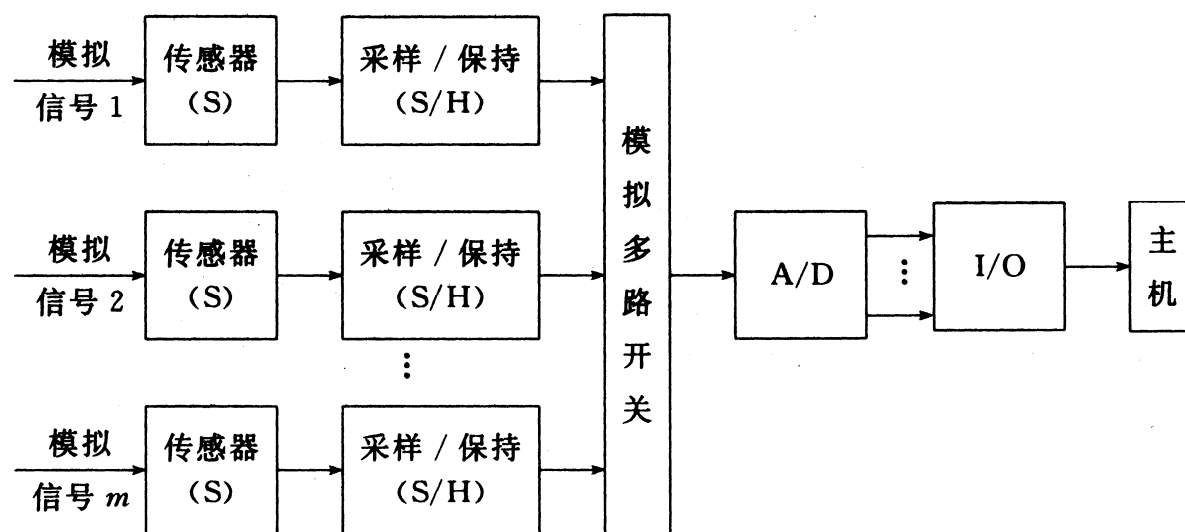 模拟
信号 1
传感器
(S)
采样 / 保持
(S/H)
模拟
信号 2
传感器
(S)
采样 / 保持
(S/H)
⋮
模拟
信号 m
传感器
(S)
采样 / 保持
(S/H)
模
拟
多
路
开
关
A/D
⋮
I/O
主
机